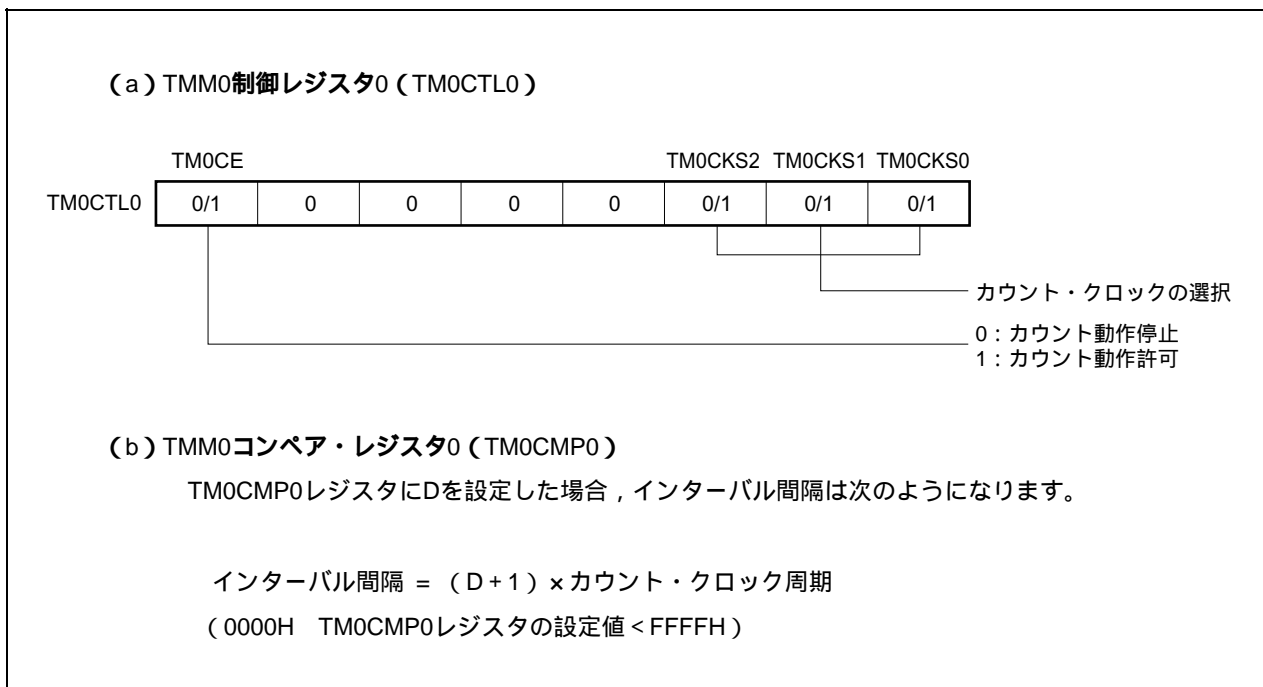 (a)TMM0制御レジスタ0(TM0CTL0)
TM0CE TM0CKS2 TM0CKS1 TM0CKS0
TM0CTL0 0/1 0 0 0 0 0/1 0/1 0/1
カウント・クロックの選択
0:カウント動作停止
1:カウント動作許可
(b)TMM0コンペア・レジスタ0(TM0CMP0)
TM0CMP0レジスタにDを設定した場合,インターバル間隔は次のようになります。
インターバル間隔 = (D+1)×カウント・クロック周期
(0000H TM0CMP0レジスタの設定値<FFFFH)